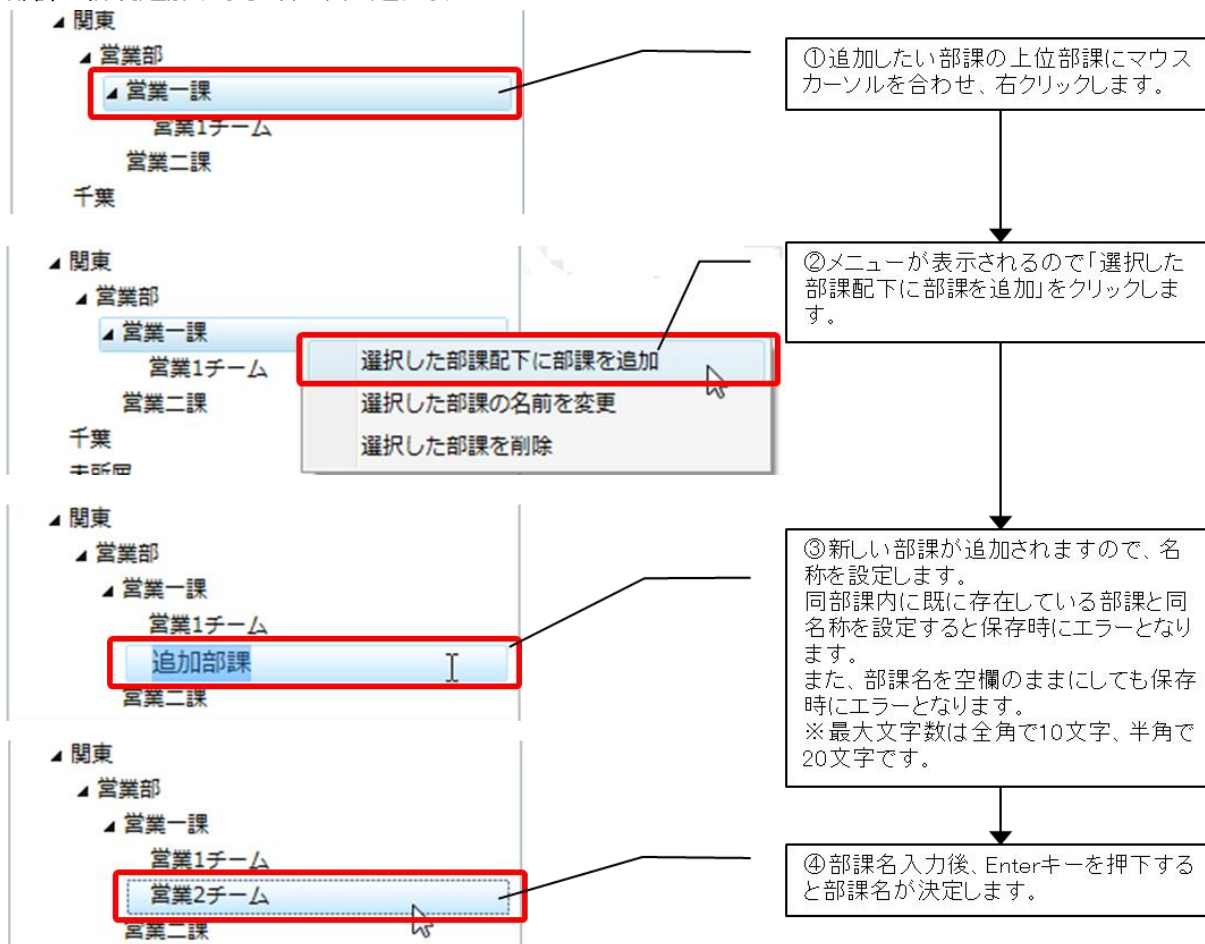 関東
営業部
営業一課
営業1チーム
営業二課
千葉
①追加したい部課の上位部課にマウス
カーソルを合わせ、右クリックします。
関東
営業部
営業一課
営業1チーム
営業二課
千葉
未所属
選択した部課配下に部課を追加
選択した部課の名前を変更
選択した部課を削除
②メニューが表示されるので「選択した
部課配下に部課を追加」をクリックしま
す。
関東
営業部
営業一課
営業1チーム
追加部課
営業二課
③新しい部課が追加されますので、名
称を設定します。
同部課内に既に存在している部課と同
名称を設定すると保存時にエラーとなり
ます。
また、部課名を空欄のままにしても保存
時にエラーとなります。
※最大文字数は全角で10文字、半角で
20文字です。
関東
営業部
営業一課
営業1チーム
営業2チーム
営業二課
④部課名入力後、Enterキーを押下する
と部課名が決定します。